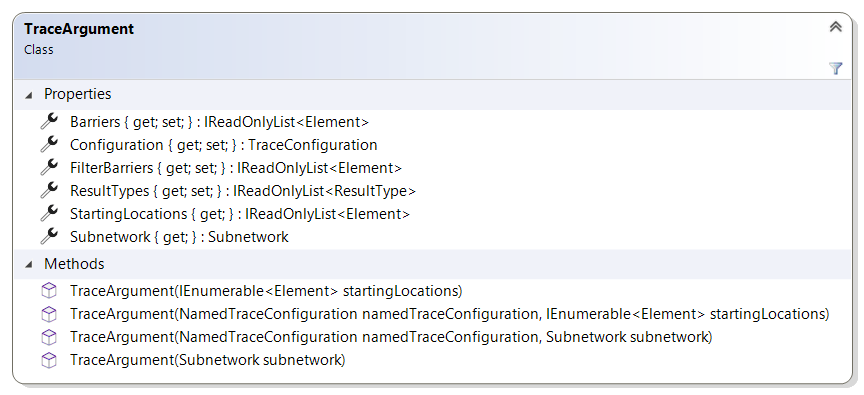 TraceArgument
Class
Properties
Barriers { get; set; } : IReadOnlyList<Element>
Configuration { get; set; } : TraceConfiguration
FilterBarriers { get; set; } : IReadOnlyList<Element>
ResultTypes { get; set; } : IReadOnlyList<ResultType>
StartingLocations { get; } : IReadOnlyList<Element>
Subnetwork { get; } : Subnetwork
Methods
TraceArgument(IEnumerable<Element> startingLocations)
TraceArgument(NamedTraceConfiguration namedTraceConfiguration, IEnumerable<Element> startingLocations)
TraceArgument(NamedTraceConfiguration namedTraceConfiguration, Subnetwork subnetwork)
TraceArgument(Subnetwork subnetwork)